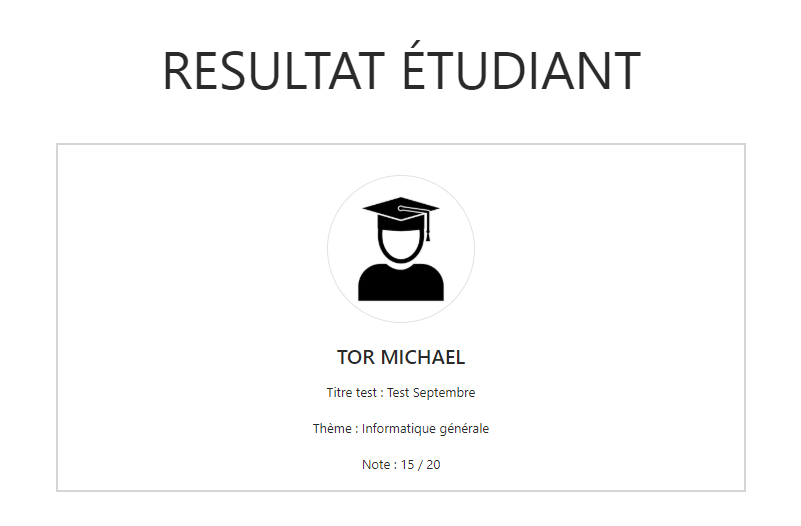 RESULTAT ÉTUDIANT
TOR MICHAEL
Titre test : Test Septembre
Thème : Informatique générale
Note : 15 / 20